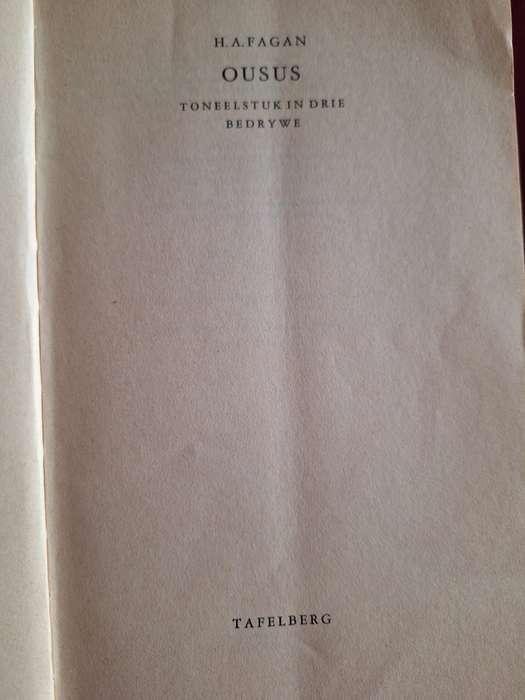 H. A. FAGAN
OUSUS
TONEELSTUK IN DRIE
BEDRYWE
TAFELBERG